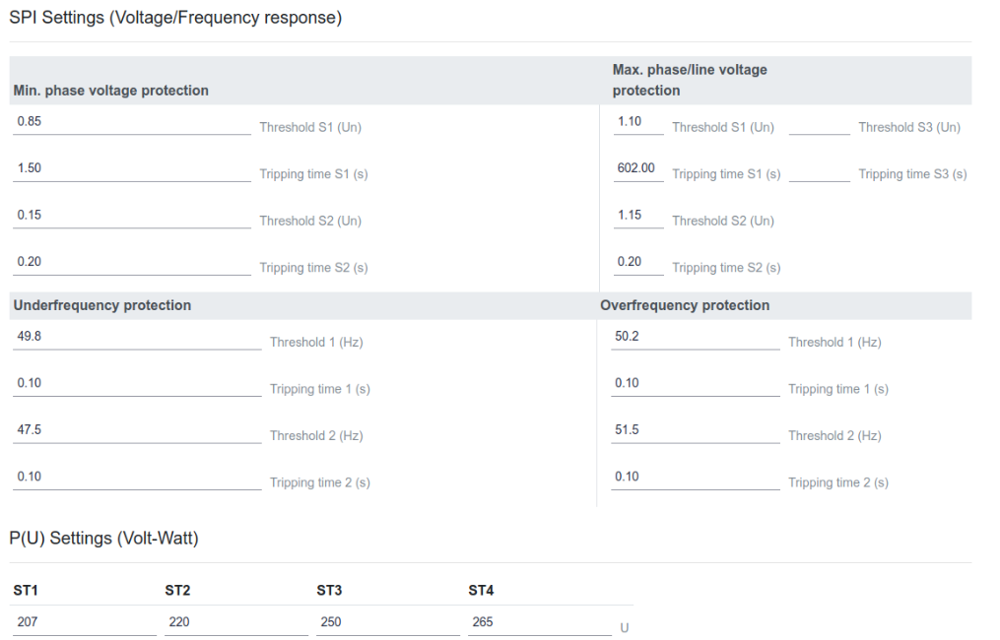 SPI Settings (Voltage/Frequency response)
Min. phase voltage protection
Max. phase/line voltage
protection
0.85 Threshold S1 (Un)
1.10 Threshold S1 (Un) Threshold S3 (Un)
1.50 Tripping time S1 (s)
602.00 Tripping time S1 (s) Tripping time S3 (s)
0.15 Threshold S2 (Un)
1.15 Threshold S2 (Un)
0.20 Tripping time S2 (s)
0.20 Tripping time S2 (s)
Underfrequency protection
Overfrequency protection
49.8 Threshold 1 (Hz)
50.2 Threshold 1 (Hz)
0.10 Tripping time 1 (s)
0.10 Tripping time 1 (s)
47.5 Threshold 2 (Hz)
51.5 Threshold 2 (Hz)
0.10 Tripping time 2 (s)
0.10 Tripping time 2 (s)
P(U) Settings (Volt-Watt)
ST1 ST2 ST3 ST4
207 220 250 265 U